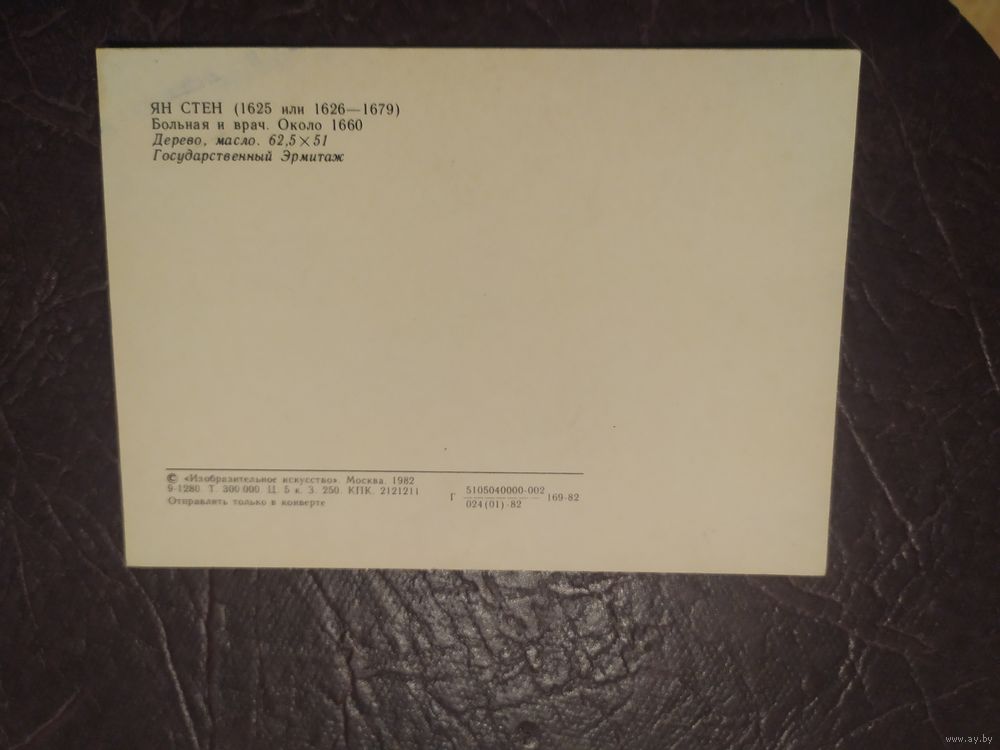 ЯН СТЕН (1625 или 1626—1679)
Больная и врач. Около 1660
Дерево, масло. 62,5×51
Государственный Эрмитаж
© «Изобразительное искусство». Москва. 1982
9-1280. Т. 300 000. Ц. 5 к. З. 250. КПК. 2121211
Отправлять только в конверте
Г 5105040000-002 169-82
024(01)-82
www.ay.by